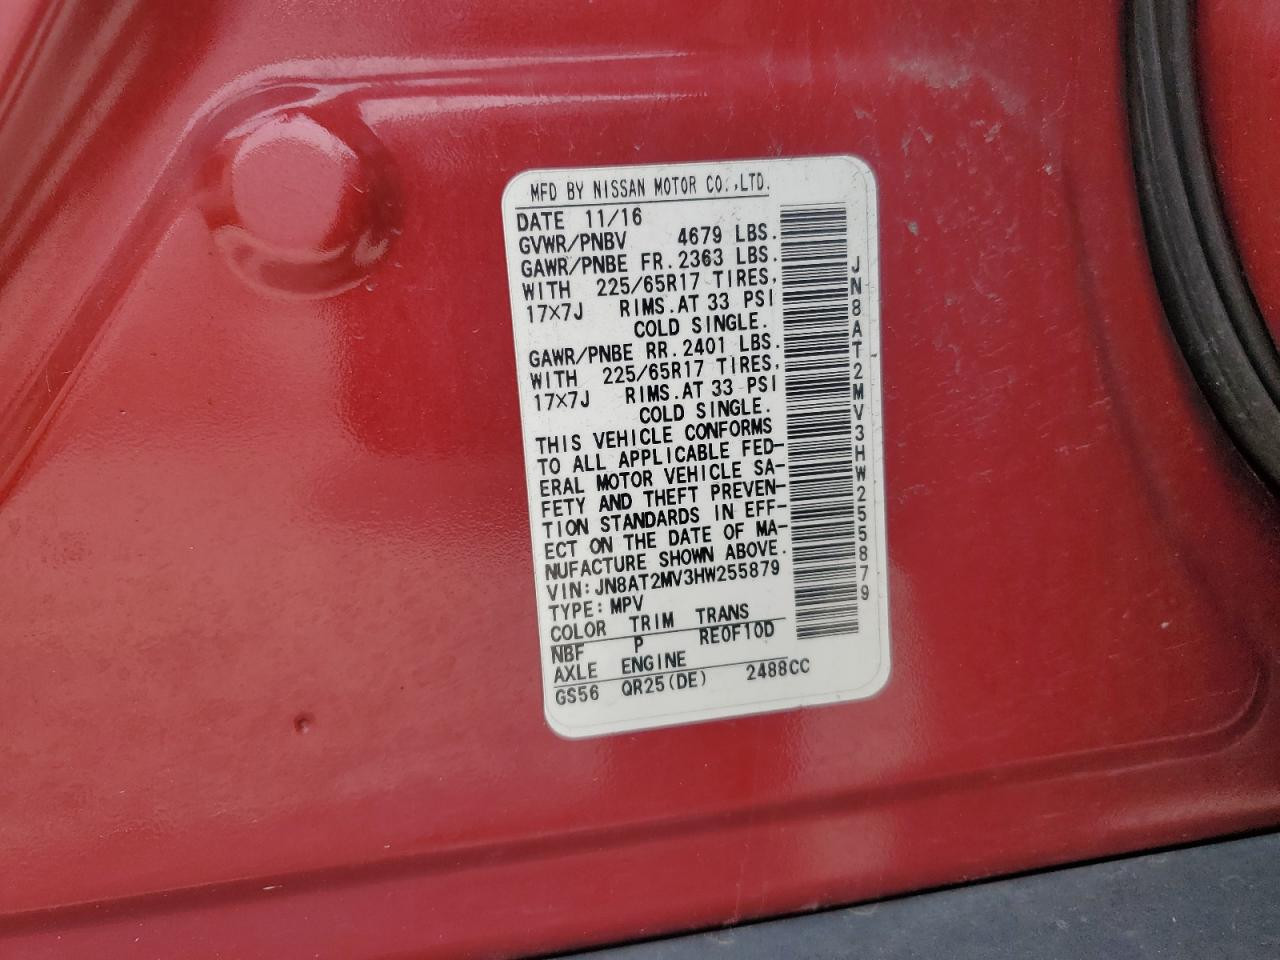 MFD BY NISSAN MOTOR CO.,LTD.
DATE 11/16
GVWR/PNBV 4679 LBS.
GAWR/PNBE FR. 2363 LBS.
WITH 225/65R17 TIRES,
17×7J RIMS.AT 33 PSI
COLD SINGLE.
GAWR/PNBE RR. 2401 LBS.
WITH 225/65R17 TIRES,
17×7J RIMS.AT 33 PSI
COLD SINGLE.
THIS VEHICLE CONFORMS
TO ALL APPLICABLE FED-
ERAL MOTOR VEHICLE SA-
FETY AND THEFT PREVEN-
TION STANDARDS IN EFF-
ECT ON THE DATE OF MA-
NUFACTURE SHOWN ABOVE.
VIN: JN8AT2MV3HW255879
TYPE: MPV
COLOR TRIM TRANS
NBF P RE0F10D
AXLE ENGINE
GS56 QR25(DE) 2488CC
JN8AT2MV3HW255879